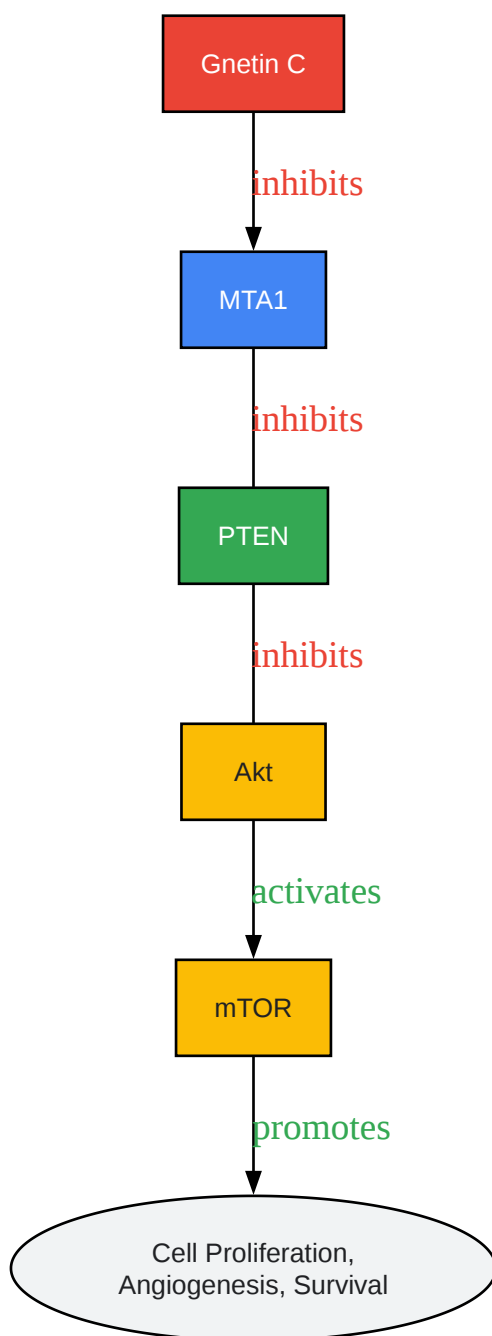 Gnetin C
inhibits
MTA1
inhibits
PTEN
inhibits
Akt
activates
mTOR
promotes
Cell Proliferation,
Angiogenesis, Survival